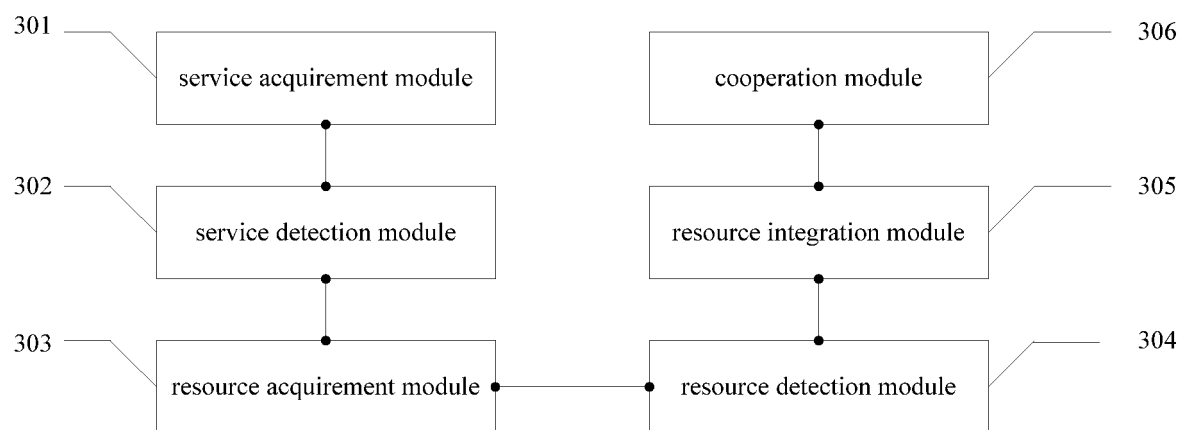 301
service acquirement module
cooperation module
306
302
service detection module
resource integration module
305
303
resource acquirement module
resource detection module
304